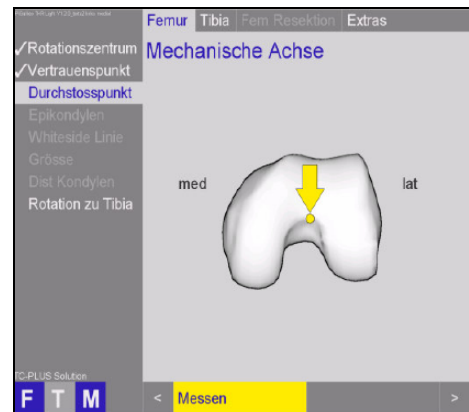 Femur Tibia Fem Resektion Extras
✓Rotationszentrum
✓Vertrauenspunkt
Durchstosspunkt
Epikondylen
Whiteside Linie
Grösse
Dist Kondylen
Rotation zu Tibia
Mechanische Achse
med
lat
TC-PLUS Solution
F T M
< Messen >